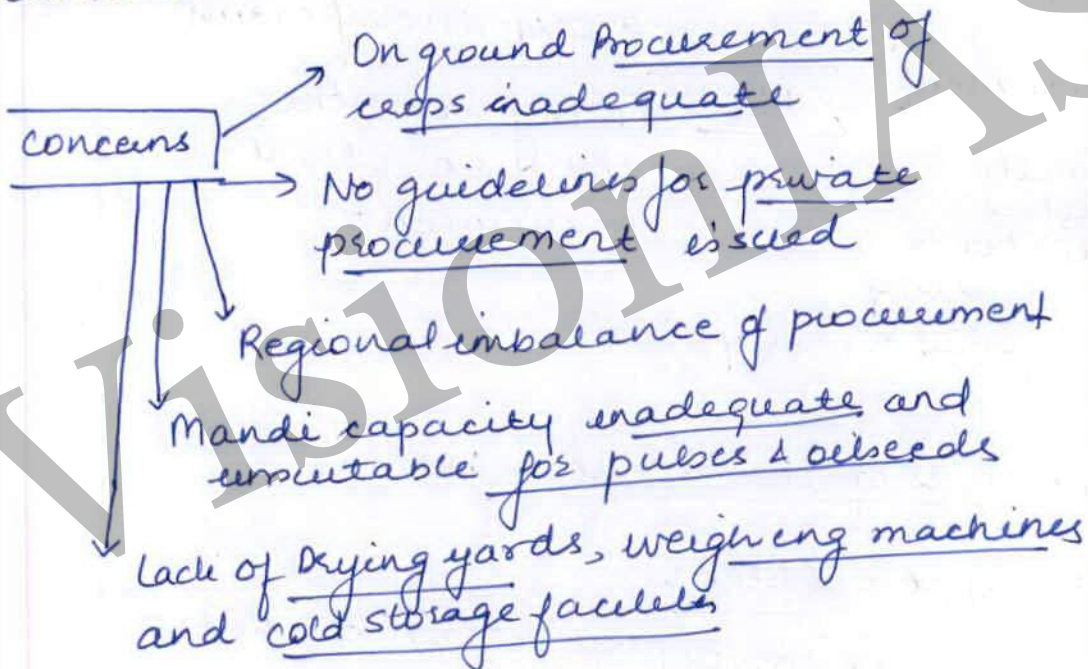 concerns
On ground Procurement of
crops inadequate
No guidelines for private
procurement issued
Regional imbalance of procurement
Mandi capacity inadequate and
unsuitable for pulses & oilseeds
Lack of Drying yards, weighing machines
and cold storage facilities
VisionIAS